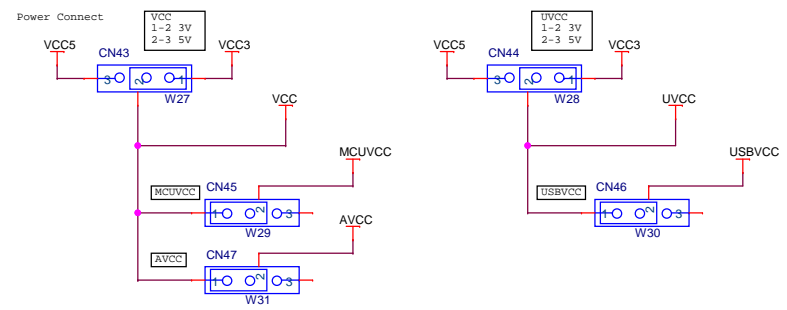 Power Connect
VCC
1-2 3V
2-3 5V
UVCC
1-2 3V
2-3 5V
VCC5
CN43
VCC3
VCC5
CN44
VCC3
3 2 1
3 2 1
W27
W28
VCC
UVCC
MCUVCC
USBVCC
MCUVCC
CN45
USBVCC
CN46
1 2 3
1 2 3
W29
W30
AVCC
AVCC
CN47
1 2 3
W31